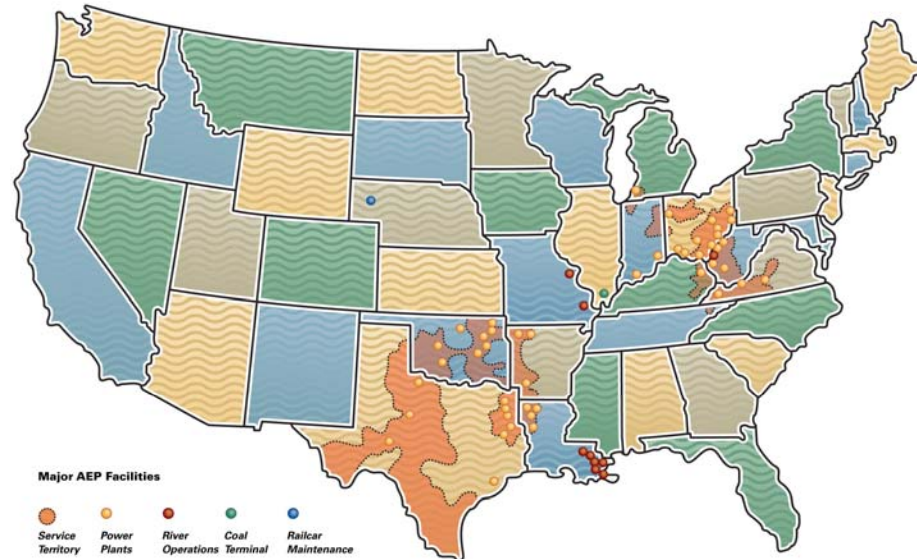 Major AEP Facilities
Service
Territory
Power
Plants
River
Operations
Coal
Terminal
Railcar
Maintenance